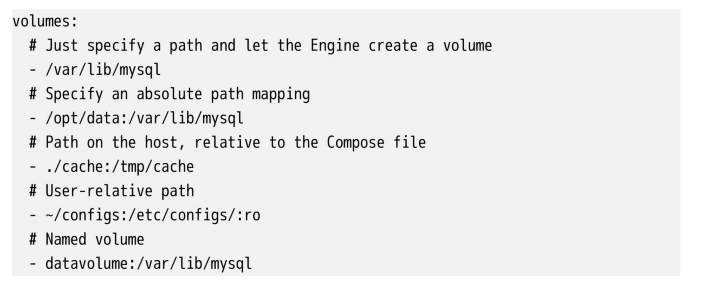 volumes:
  # Just specify a path and let the Engine create a volume
  - /var/lib/mysql
  # Specify an absolute path mapping
  - /opt/data:/var/lib/mysql
  # Path on the host, relative to the Compose file
  - ./cache:/tmp/cache
  # User-relative path
  - ~/configs:/etc/configs/:ro
  # Named volume
  - datavolume:/var/lib/mysql